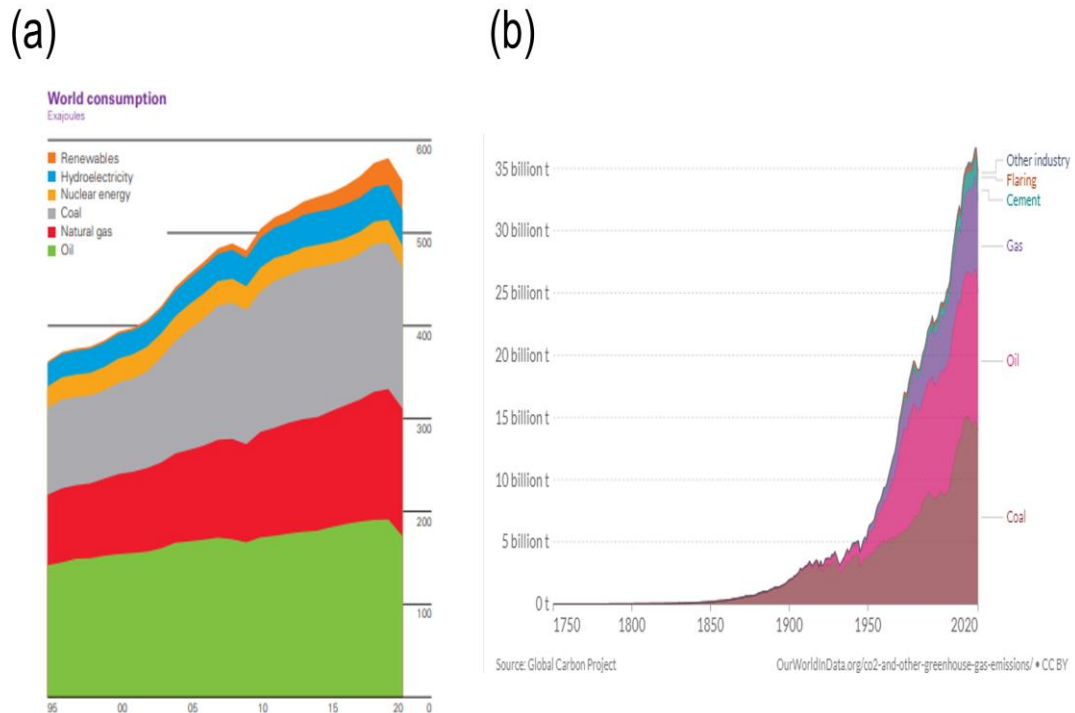 (a)
(b)
World consumption
Exajoules
Renewables
Hydroelectricity
Nuclear energy
Coal
Natural gas
Oil
600
500
400
300
200
100
0
95
00
05
10
15
20
35 billion t
30 billion t
25 billion t
20 billion t
15 billion t
10 billion t
5 billion t
0 t
1750
1800
1850
1900
1950
2020
Other industry
Flaring
Cement
Gas
Oil
Coal
Source: Global Carbon Project
OurWorldInData.org/co2-and-other-greenhouse-gas-emissions/ • CC BY